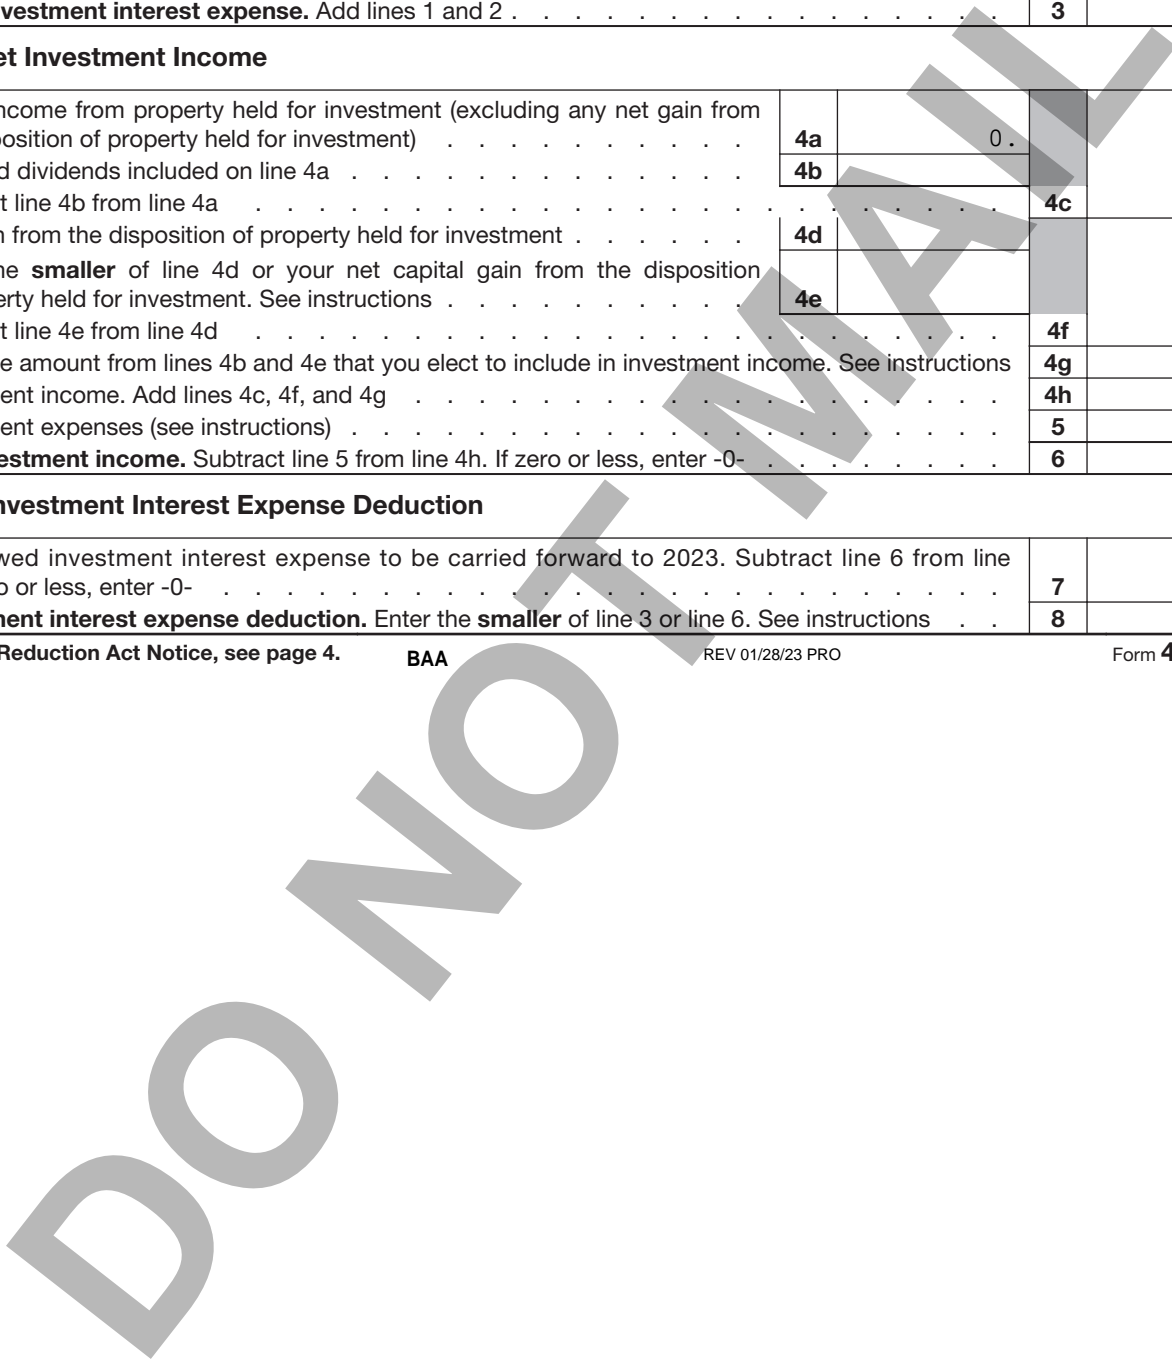 vestment interest expense. Add lines 1 and 2 . . . . . . . . . . . . . . . . 3
et Investment Income
ncome from property held for investment (excluding any net gain from
position of property held for investment) . . . . . . . . . . 4a 0.
d dividends included on line 4a . . . . . . . . . . . . . 4b
t line 4b from line 4a . . . . . . . . . . . . . . . . . . . . . . . . 4c
n from the disposition of property held for investment . . . . . . 4d
he smaller of line 4d or your net capital gain from the disposition
erty held for investment. See instructions . . . . . . . . . . 4e
t line 4e from line 4d . . . . . . . . . . . . . . . . . . . . . . . . 4f
e amount from lines 4b and 4e that you elect to include in investment income. See instructions 4g
ent income. Add lines 4c, 4f, and 4g . . . . . . . . . . . . . . . . . . . 4h
ent expenses (see instructions) . . . . . . . . . . . . . . . . . . . . . 5
estment income. Subtract line 5 from line 4h. If zero or less, enter -0- . . . . . . . . 6
nvestment Interest Expense Deduction
wed investment interest expense to be carried forward to 2023. Subtract line 6 from line
o or less, enter -0- . . . . . . . . . . . . . . . . . . . . . . . . . 7
ment interest expense deduction. Enter the smaller of line 3 or line 6. See instructions . . 8
Reduction Act Notice, see page 4. BAA REV 01/28/23 PRO Form 4
DO NOT MAIL